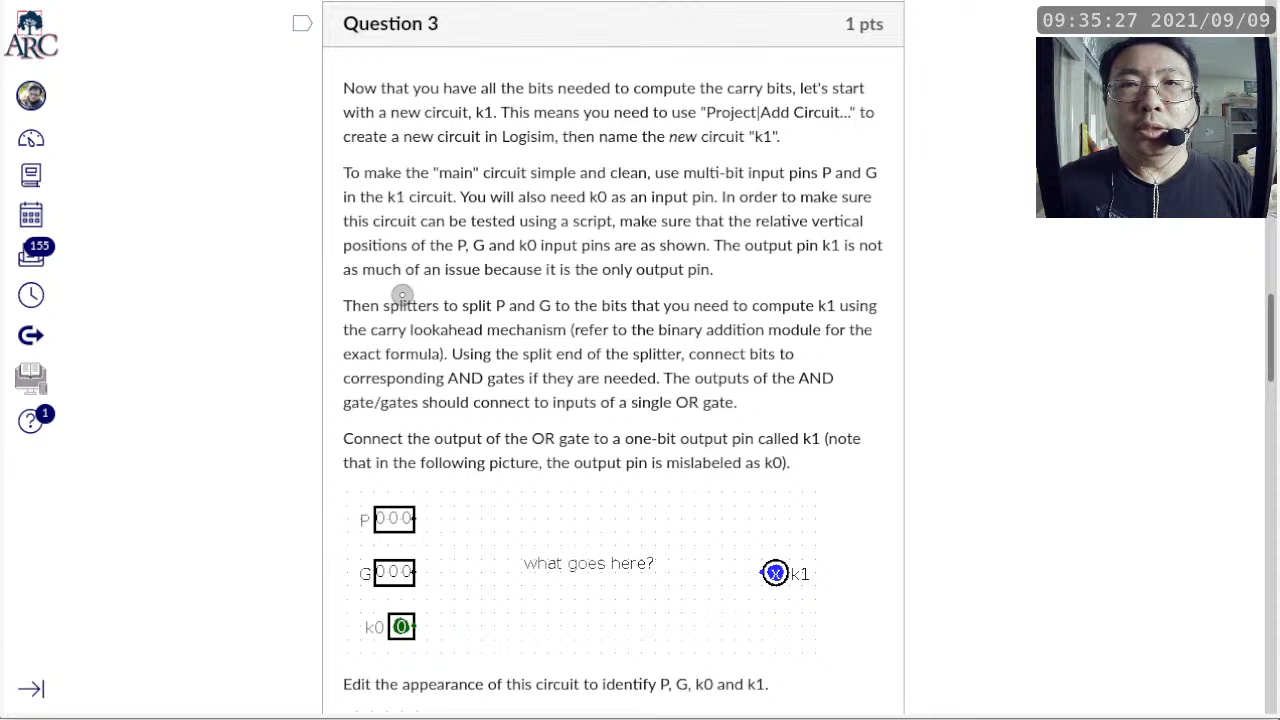 ARC
Question 3
1 pts
09:35:27 2021/09/09
Now that you have all the bits needed to compute the carry bits, let's start
with a new circuit, k1. This means you need to use "Project|Add Circuit..." to
create a new circuit in Logisim, then name the new circuit "k1".
To make the "main" circuit simple and clean, use multi-bit input pins P and G
in the k1 circuit. You will also need k0 as an input pin. In order to make sure
this circuit can be tested using a script, make sure that the relative vertical
positions of the P, G and k0 input pins are as shown. The output pin k1 is not
as much of an issue because it is the only output pin.
155
Then splitters to split P and G to the bits that you need to compute k1 using
the carry lookahead mechanism (refer to the binary addition module for the
exact formula). Using the split end of the splitter, connect bits to
corresponding AND gates if they are needed. The outputs of the AND
gate/gates should connect to inputs of a single OR gate.
1
Connect the output of the OR gate to a one-bit output pin called k1 (note
that in the following picture, the output pin is mislabeled as k0).
P 000
what goes here?
G 000
x k1
k0 0
Edit the appearance of this circuit to identify P, G, k0 and k1.